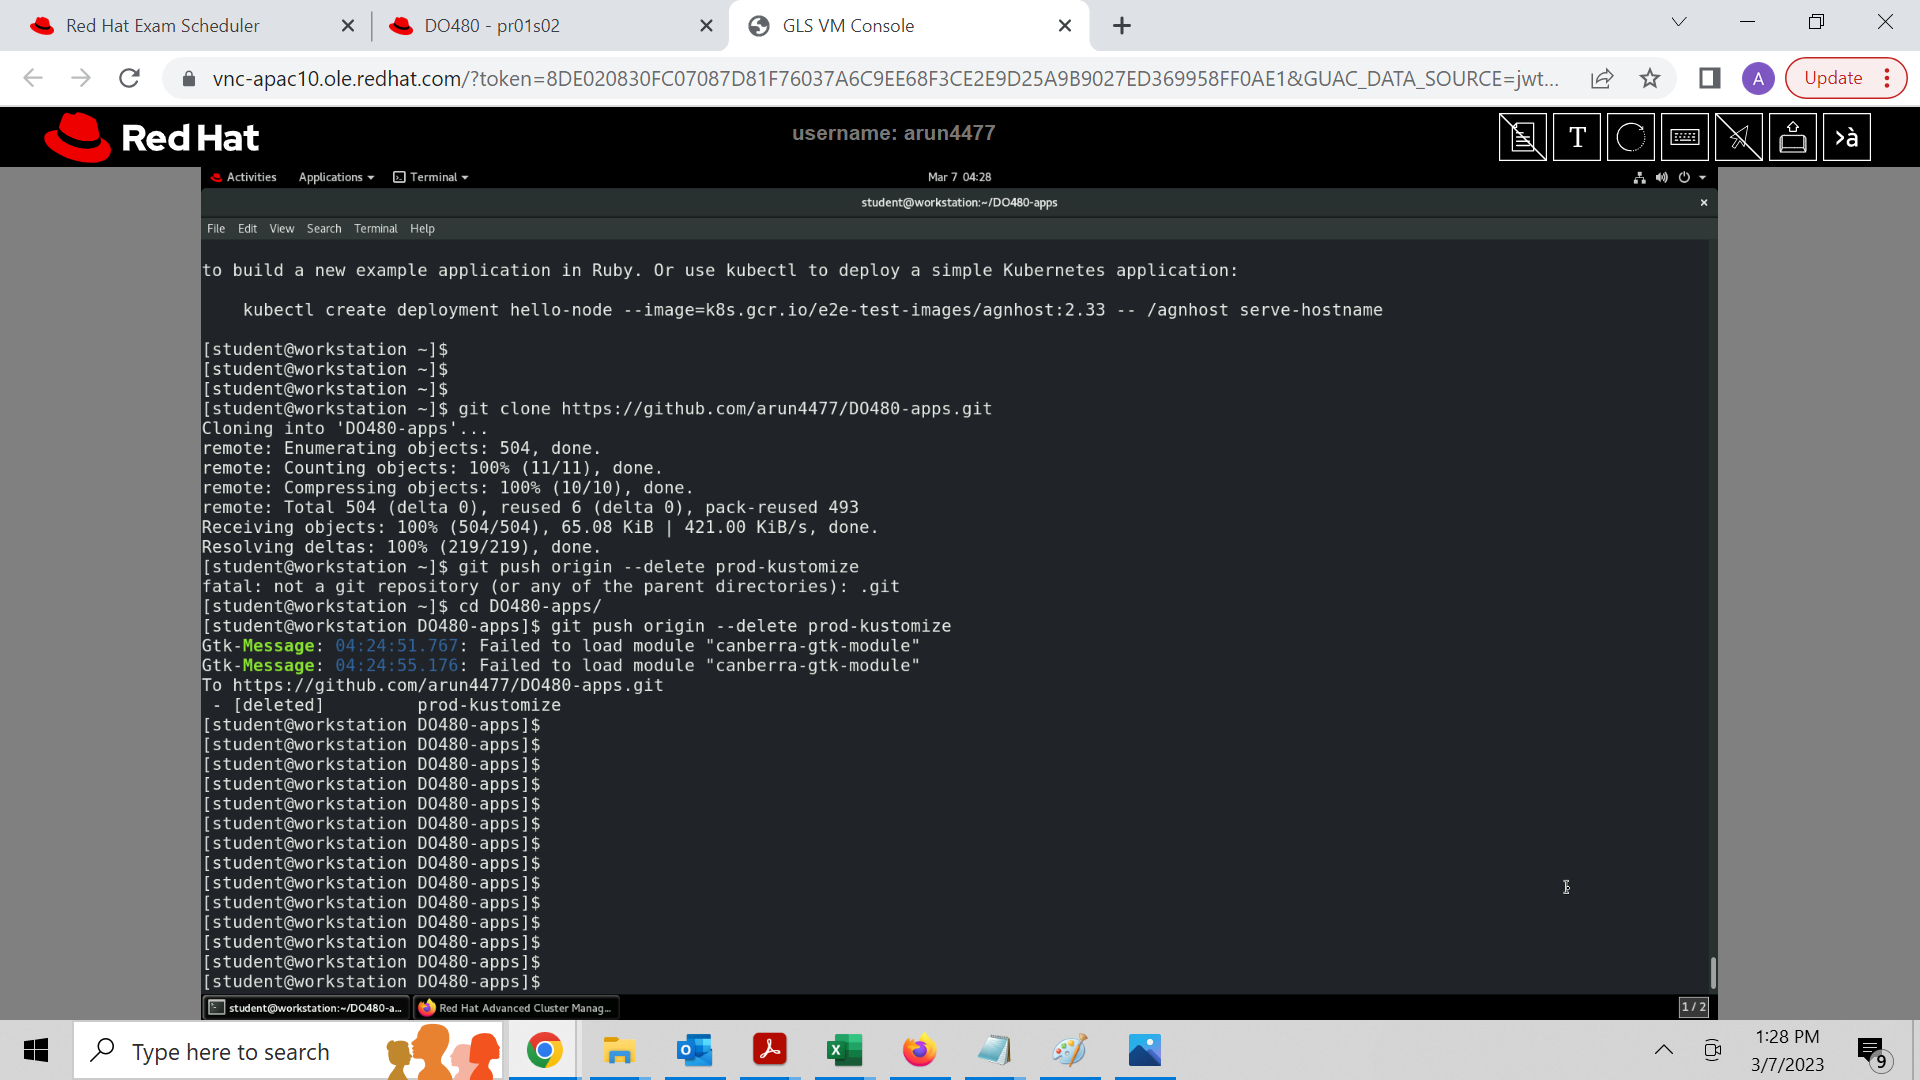 Red Hat Exam Scheduler
DO480 - pr01s02
GLS VM Console
vnc-apac10.ole.redhat.com/?token=8DE020830FC07087D81F76037A6C9EE68F3CE2E9D25A9B9027ED369958FF0AE1&GUAC_DATA_SOURCE=jwt...
A
Update
Red Hat
username: arun4477
T
>à
Activities Applications Terminal
Mar 7 04:28
student@workstation:~/DO480-apps
File Edit View Search Terminal Help
to build a new example application in Ruby. Or use kubectl to deploy a simple Kubernetes application:
kubectl create deployment hello-node --image=k8s.gcr.io/e2e-test-images/agnhost:2.33 -- /agnhost serve-hostname
[student@workstation ~]$
[student@workstation ~]$
[student@workstation ~]$
[student@workstation ~]$ git clone https://github.com/arun4477/DO480-apps.git
Cloning into 'DO480-apps'...
remote: Enumerating objects: 504, done.
remote: Counting objects: 100% (11/11), done.
remote: Compressing objects: 100% (10/10), done.
remote: Total 504 (delta 0), reused 6 (delta 0), pack-reused 493
Receiving objects: 100% (504/504), 65.08 KiB | 421.00 KiB/s, done.
Resolving deltas: 100% (219/219), done.
[student@workstation ~]$ git push origin --delete prod-kustomize
fatal: not a git repository (or any of the parent directories): .git
[student@workstation ~]$ cd DO480-apps/
[student@workstation DO480-apps]$ git push origin --delete prod-kustomize
Gtk-Message: 04:24:51.767: Failed to load module "canberra-gtk-module"
Gtk-Message: 04:24:55.176: Failed to load module "canberra-gtk-module"
To https://github.com/arun4477/DO480-apps.git
- [deleted] prod-kustomize
[student@workstation DO480-apps]$
[student@workstation DO480-apps]$
[student@workstation DO480-apps]$
[student@workstation DO480-apps]$
[student@workstation DO480-apps]$
[student@workstation DO480-apps]$
[student@workstation DO480-apps]$
[student@workstation DO480-apps]$
[student@workstation DO480-apps]$
[student@workstation DO480-apps]$
[student@workstation DO480-apps]$
[student@workstation DO480-apps]$
[student@workstation DO480-apps]$
[student@workstation DO480-apps]$
student@workstation:~/DO480-a...
Red Hat Advanced Cluster Manag...
1 / 2
Type here to search
1:28 PM
3/7/2023
9